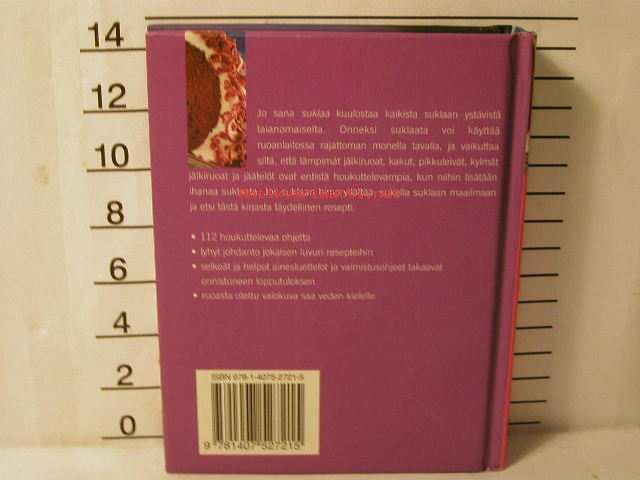 14
12
10
8
6
4
2
0
Jo sana suklaa kuulostaa kaikista suklaan ystävistä
taianomaiselta. Onneksi suklaata voi käyttää
ruoanlaitossa rajattoman monella tavalla, ja vaikuttaa
siltä, että lämpimät jälkiruoat, kakut, pikkuleivät, kylmät
jälkiruoat ja jäätelöt ovat entistä houkuttelevampia, kun niihin lisätään
ihanaa suklaata. Jos suklaan himo yllättää, sukella suklaan maailmaan
ja etsi tästä kirjasta täydellinen resepti.
• 112 houkuttelevaa ohjetta
• lyhyt johdanto jokaisen luvun resepteihin
• selkeät ja helpot ainesluettelot ja valmistusohjeet takaavat
onnistuneen lopputuloksen
• ruoasta otettu valokuva saa veden kielelle
ISBN 978-1-4075-2721-5
9 781407 527215